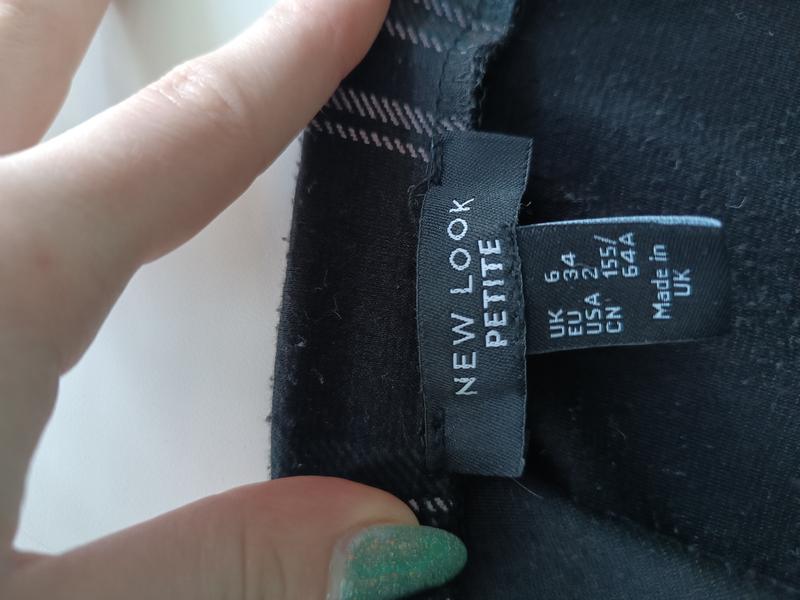 NEW LOOK
PETITE
UK 6
EU 34
USA 2
CN 155/
64A
Made in
UK